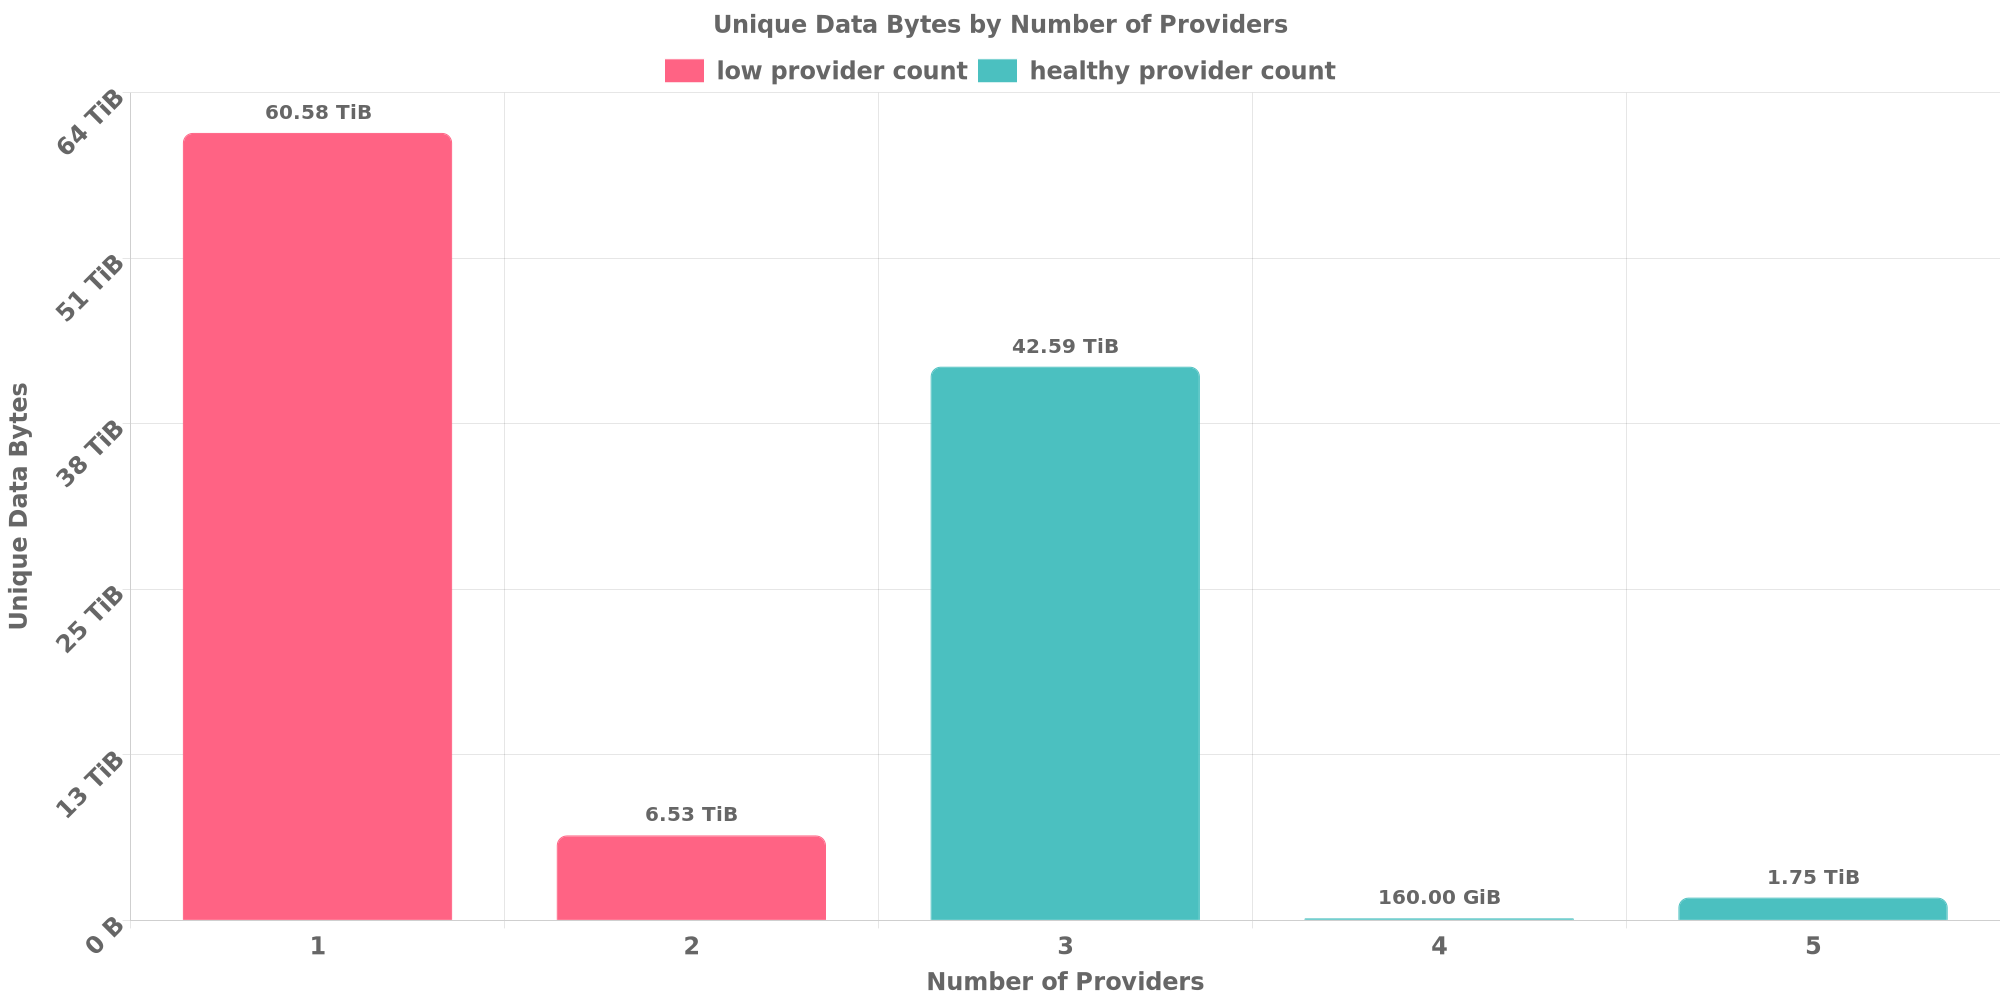 Unique Data Bytes by Number of Providers
low provider count healthy provider count
64 TiB
51 TiB
38 TiB
25 TiB
13 TiB
0 B
Unique Data Bytes
60.58 TiB
6.53 TiB
42.59 TiB
160.00 GiB
1.75 TiB
1 2 3 4 5
Number of Providers